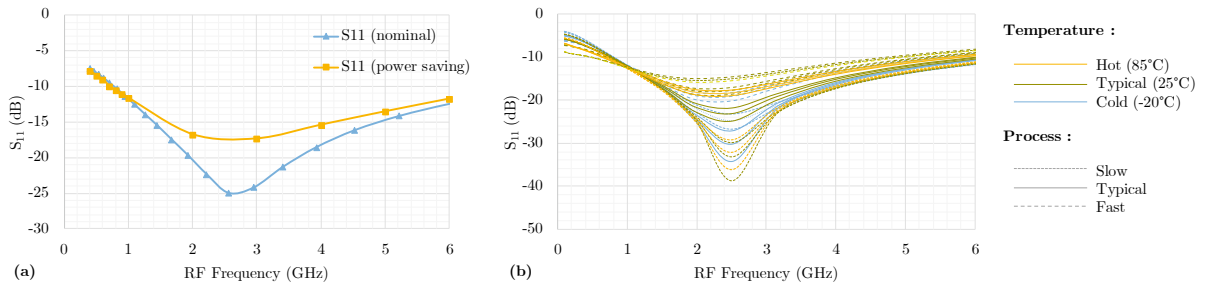 0
-5
-10
-15
-20
-25
-30
S11 (dB)
S11 (nominal)
S11 (power saving)
0 1 2 3 4 5 6
(a) RF Frequency (GHz)
0
-10
-20
-30
-40
-50
S11 (dB)
0 1 2 3 4 5 6
(b) RF Frequency (GHz)
Temperature :
Hot (85°C)
Typical (25°C)
Cold (-20°C)
Process :
Slow
Typical
Fast